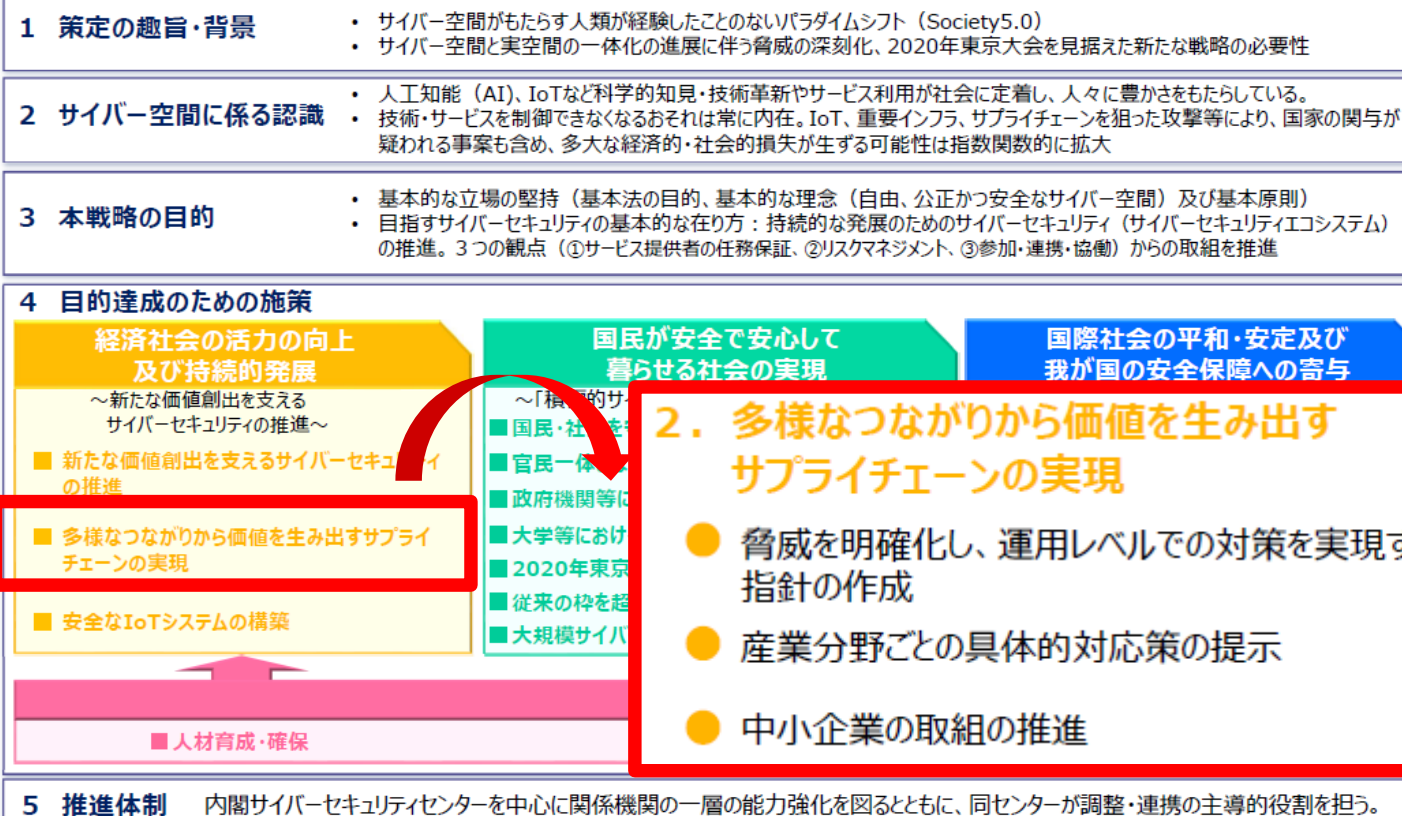 1 策定の趣旨・背景
・ サイバー空間がもたらす人類が経験したことのないパラダイムシフト（Society5.0）
・ サイバー空間と実空間の一体化の進展に伴う脅威の深刻化、2020年東京大会を見据えた新たな戦略の必要性
2 サイバー空間に係る認識
・ 人工知能（AI）、IoTなど科学的知見・技術革新やサービス利用が社会に定着し、人々に豊かさをもたらしている。
・ 技術・サービスを制御できなくなるおそれは常に内在。IoT、重要インフラ、サプライチェーンを狙った攻撃等により、国家の関与が
疑われる事案も含め、多大な経済的・社会的損失が生ずる可能性は指数関数的に拡大
3 本戦略の目的
・ 基本的な立場の堅持（基本法の目的、基本的な理念（自由、公正かつ安全なサイバー空間）及び基本原則）
・ 目指すサイバーセキュリティの基本的な在り方：持続的な発展のためのサイバーセキュリティ（サイバーセキュリティエコシステム）
の推進。３つの観点（①サービス提供者の任務保証、②リスクマネジメント、③参加・連携・協働）からの取組を推進
4 目的達成のための施策
経済社会の活力の向上
及び持続的発展
～新たな価値創出を支える
サイバーセキュリティの推進～
■ 新たな価値創出を支えるサイバーセキュリティ
の推進
■ 多様なつながりから価値を生み出すサプライ
チェーンの実現
■ 安全なIoTシステムの構築
国民が安全で安心して
暮らせる社会の実現
～「積 的サ
■ 国民・社 を
■ 官民一体
■ 政府機関等に
■ 大学等におけ
■ 2020年東京
■ 従来の枠を超
■ 大規模サイバ
国際社会の平和・安定及び
我が国の安全保障への寄与
２．多様なつながりから価値を生み出す
サプライチェーンの実現
● 脅威を明確化し、運用レベルでの対策を実現す
指針の作成
● 産業分野ごとの具体的対応策の提示
● 中小企業の取組の推進
■ 人材育成・確保
5 推進体制
内閣サイバーセキュリティセンターを中心に関係機関の一層の能力強化を図るとともに、同センターが調整・連携の主導的役割を担う。